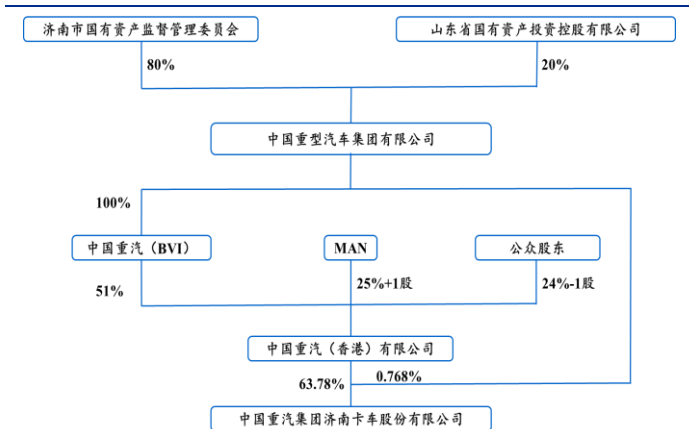 济南市国有资产监督管理委员会
山东省国有资产投资控股有限公司
80%
20%
中国重型汽车集团有限公司
100%
中国重汽（BVI）
MAN
公众股东
51%
25%+1股
24%-1股
中国重汽（香港）有限公司
63.78%
0.768%
中国重汽集团济南卡车股份有限公司